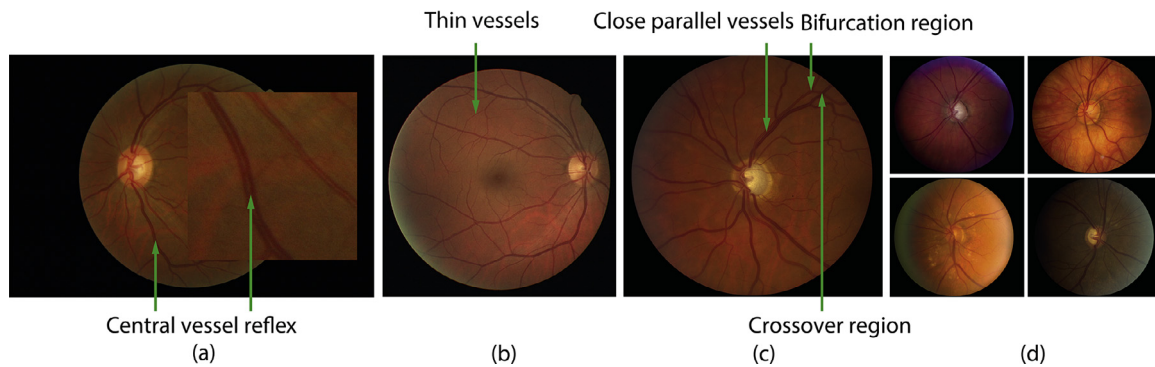 Thin vessels
Close parallel vessels
Bifurcation region
Central vessel reflex
Crossover region
(a)
(b)
(c)
(d)